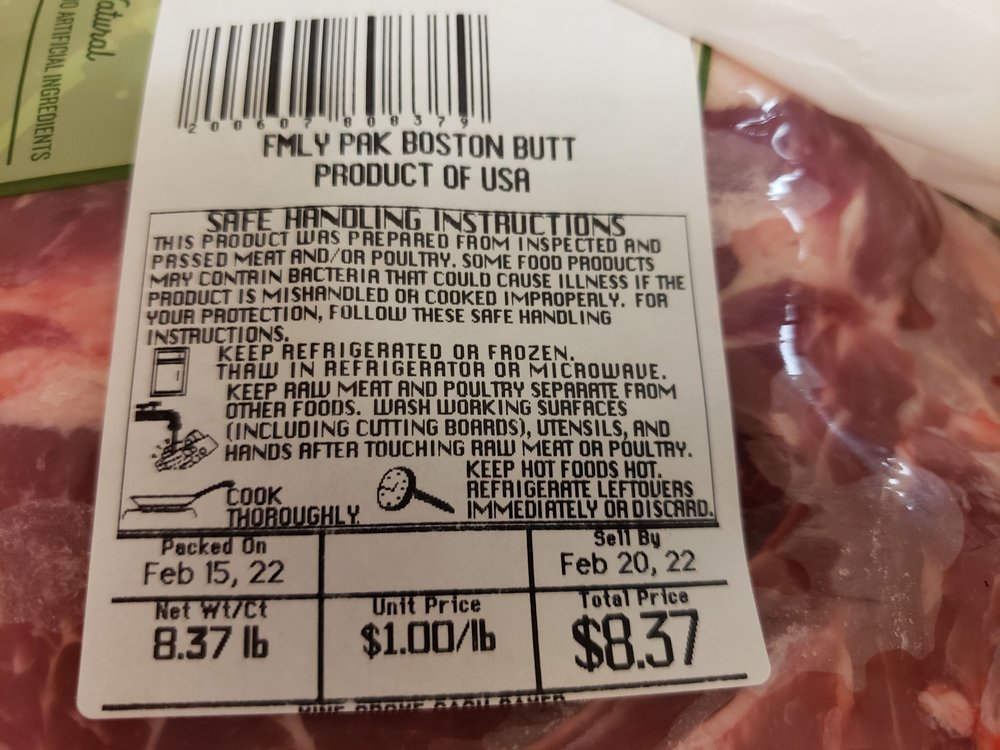 Natural
NO ARTIFICIAL INGREDIENTS
2 00607 80837 9
FMLY PAK BOSTON BUTT
PRODUCT OF USA
SAFE HANDLING INSTRUCTIONS
THIS PRODUCT WAS PREPARED FROM INSPECTED AND
PASSED MEAT AND/OR POULTRY. SOME FOOD PRODUCTS
MAY CONTAIN BACTERIA THAT COULD CAUSE ILLNESS IF THE
PRODUCT IS MISHANDLED OR COOKED IMPROPERLY. FOR
YOUR PROTECTION, FOLLOW THESE SAFE HANDLING
INSTRUCTIONS.
KEEP REFRIGERATED OR FROZEN.
THAW IN REFRIGERATOR OR MICROWAVE.
KEEP RAW MEAT AND POULTRY SEPARATE FROM
OTHER FOODS. WASH WORKING SURFACES
(INCLUDING CUTTING BOARDS), UTENSILS, AND
HANDS AFTER TOUCHING RAW MEAT OR POULTRY.
KEEP HOT FOODS HOT.
REFRIGERATE LEFTOVERS
IMMEDIATELY OR DISCARD.
COOK
THOROUGHLY
Packed On
Feb 15, 22
Sell By
Feb 20, 22
Net Wt/Ct
8.37 lb
Unit Price
$1.00/lb
Total Price
$8.37